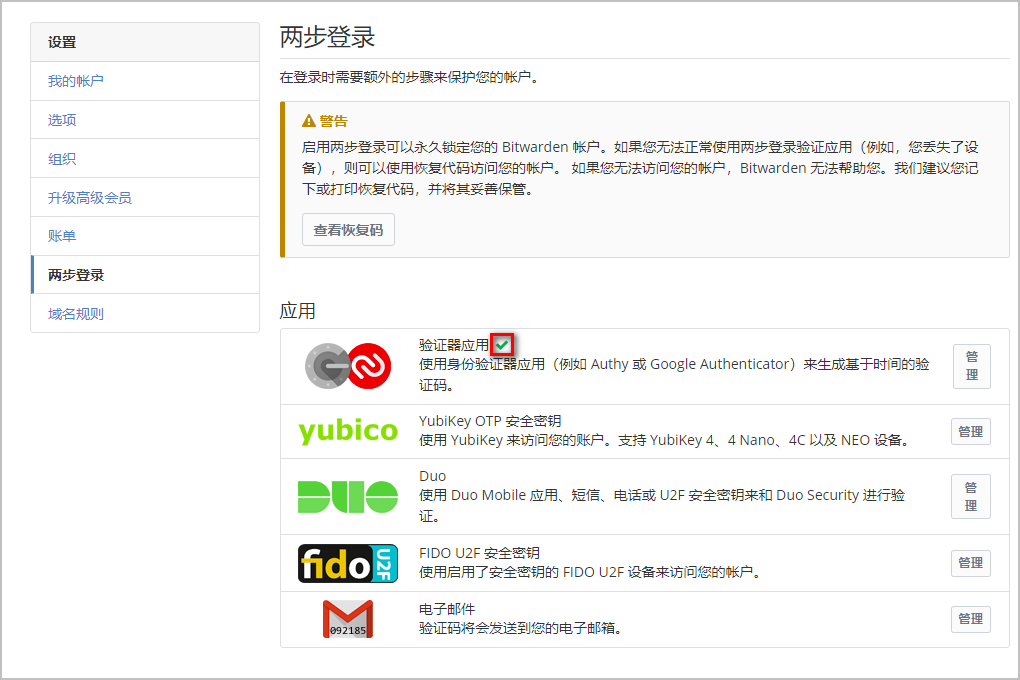 设置
我的帐户
选项
组织
升级高级会员
账单
两步登录
域名规则
两步登录
在登录时需要额外的步骤来保护您的帐户。
警告
启用两步登录可以永久锁定您的 Bitwarden 帐户。如果您无法正常使用两步登录验证应用（例如，您丢失了设
备），则可以使用恢复代码访问您的帐户。 如果您无法访问您的帐户，Bitwarden 无法帮助您。我们建议您记
下或打印恢复代码，并将其妥善保管。
查看恢复码
应用
验证器应用
使用身份验证器应用（例如 Authy 或 Google Authenticator）来生成基于时间的验
证码。
管
理
yubico
YubiKey OTP 安全密钥
使用 YubiKey 来访问您的账户。支持 YubiKey 4、4 Nano、4C 以及 NEO 设备。
管理
DUO
Duo
使用 Duo Mobile 应用、短信、电话或 U2F 安全密钥来和 Duo Security 进行验
证。
管
理
fido U2F
FIDO U2F 安全密钥
使用启用了安全密钥的 FIDO U2F 设备来访问您的帐户。
管理
092185
电子邮件
验证码将会发送到您的电子邮箱。
管理